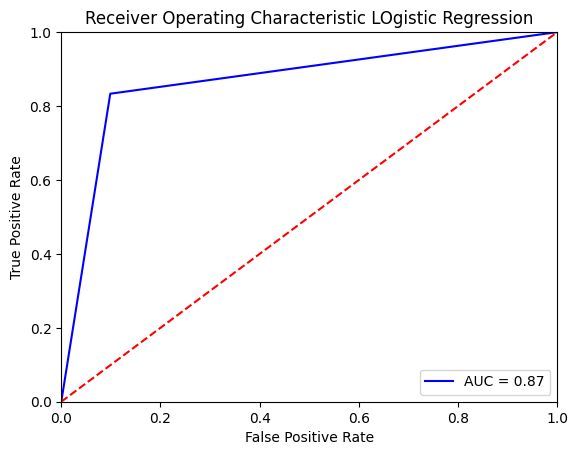 Receiver Operating Characteristic LOgistic Regression
1.0
0.8
0.6
0.4
0.2
0.0
True Positive Rate
AUC = 0.87
0.0 0.2 0.4 0.6 0.8 1.0
False Positive Rate